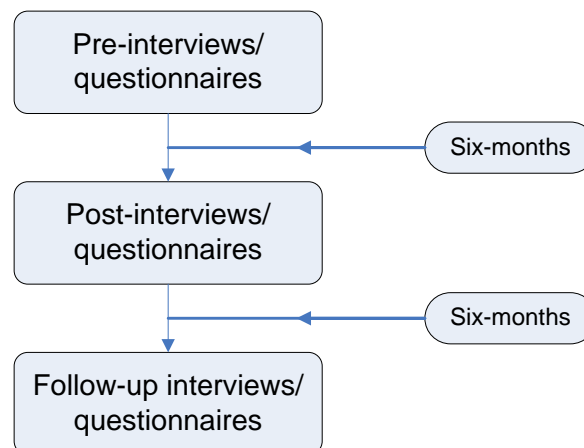 Pre-interviews/
questionnaires
Six-months
Post-interviews/
questionnaires
Six-months
Follow-up interviews/
questionnaires